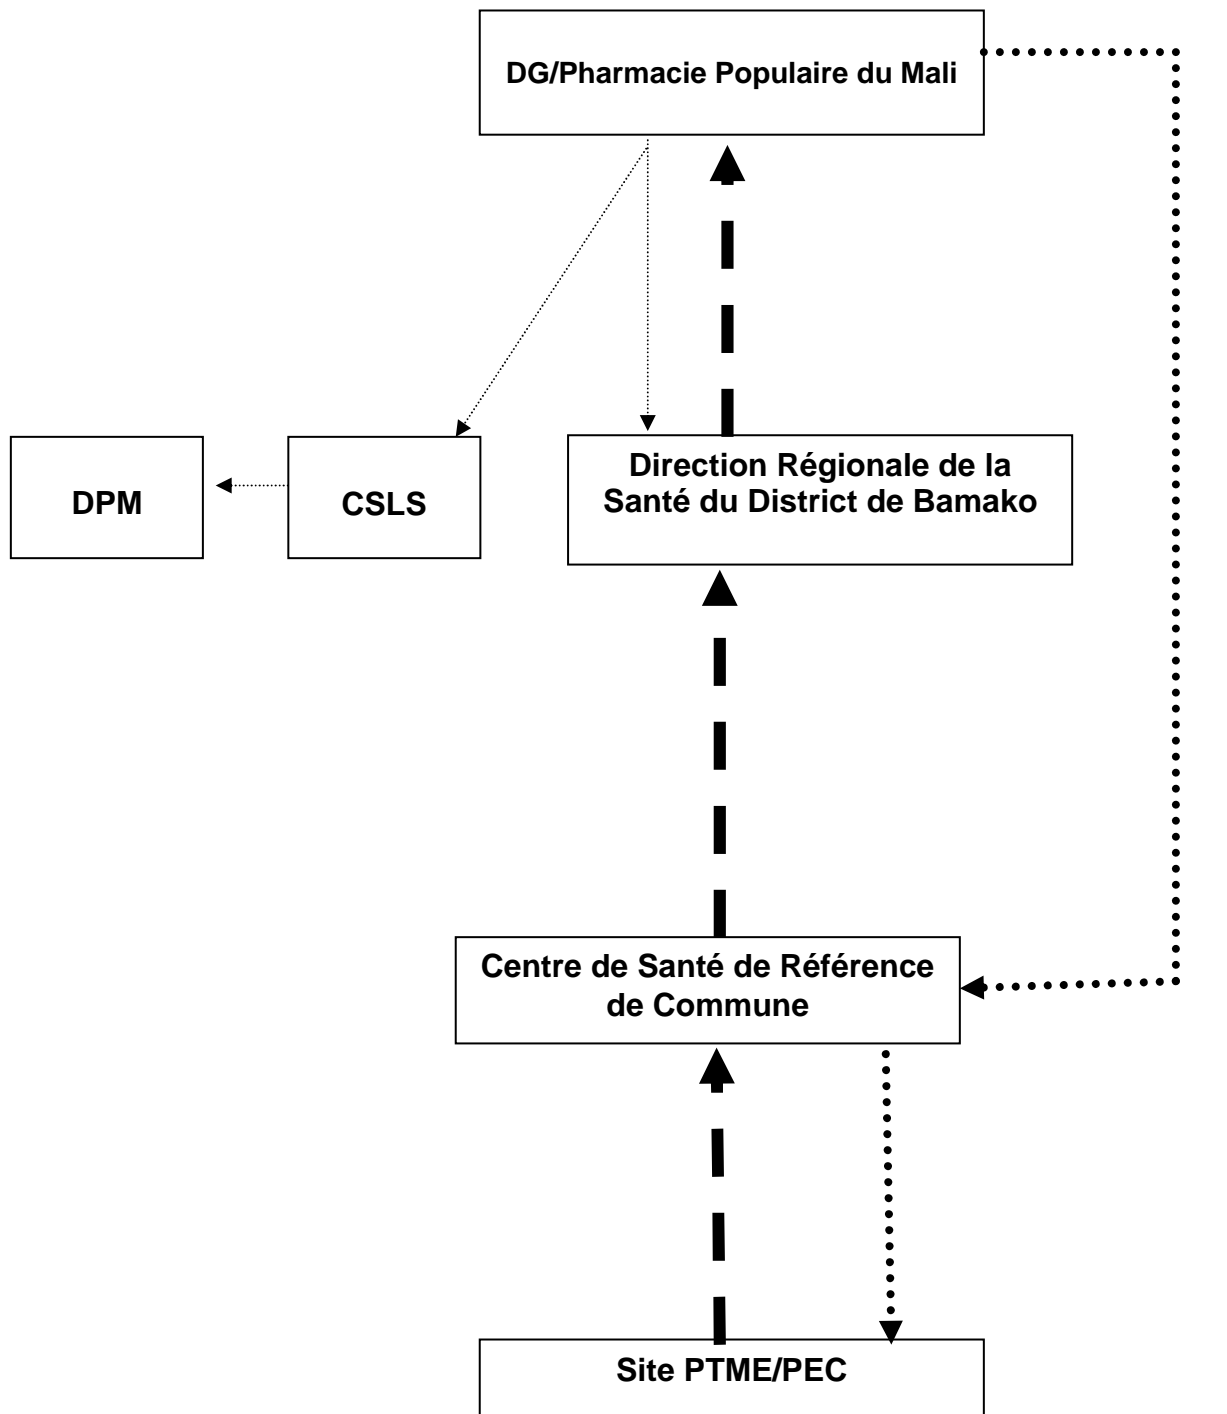 DG/Pharmacie Populaire du Mali
DPM
CSLS
Direction Régionale de la
Santé du District de Bamako
Centre de Santé de Référence
de Commune
Site PTME/PEC